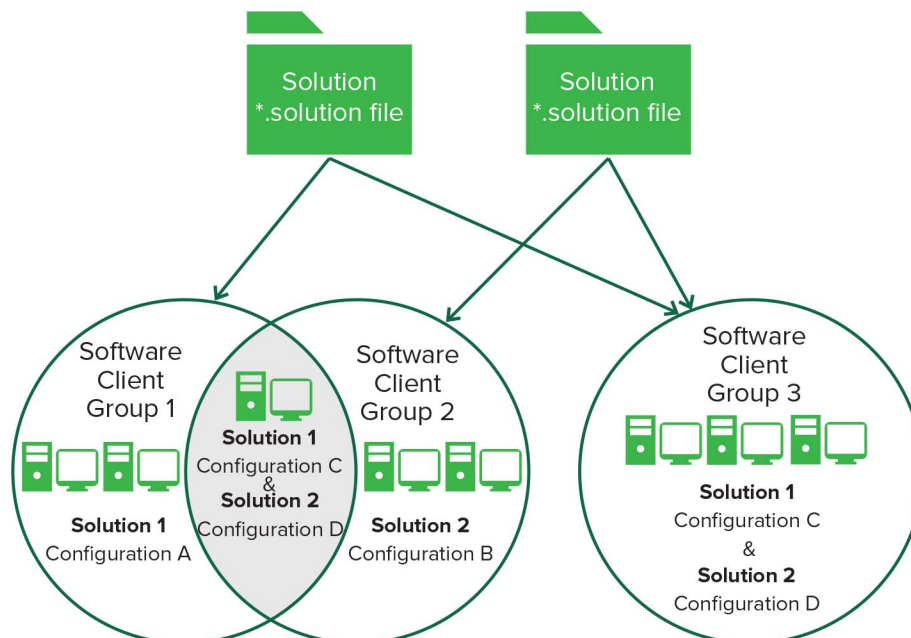 Solution
*.solution file
Solution
*.solution file
Software
Client
Group 1
Solution 1
Configuration A
Solution 1
Configuration C
&
Solution 2
Configuration D
Software
Client
Group 2
Solution 2
Configuration B
Software
Client
Group 3
Solution 1
Configuration C
&
Solution 2
Configuration D